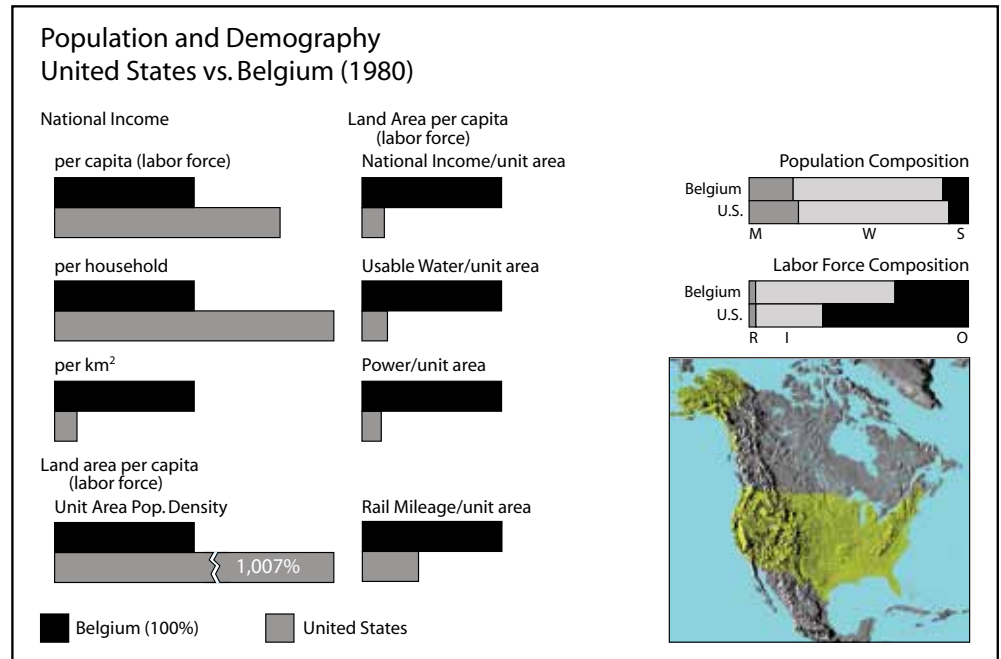 Population and Demography
United States vs. Belgium (1980)
National Income
per capita (labor force)
per household
per km²
Land area per capita
(labor force)
Unit Area Pop. Density
1,007%
Land Area per capita
(labor force)
National Income/unit area
Usable Water/unit area
Power/unit area
Rail Mileage/unit area
Belgium (100%)
United States
Population Composition
Belgium
U.S.
M W S
Labor Force Composition
Belgium
U.S.
R I O